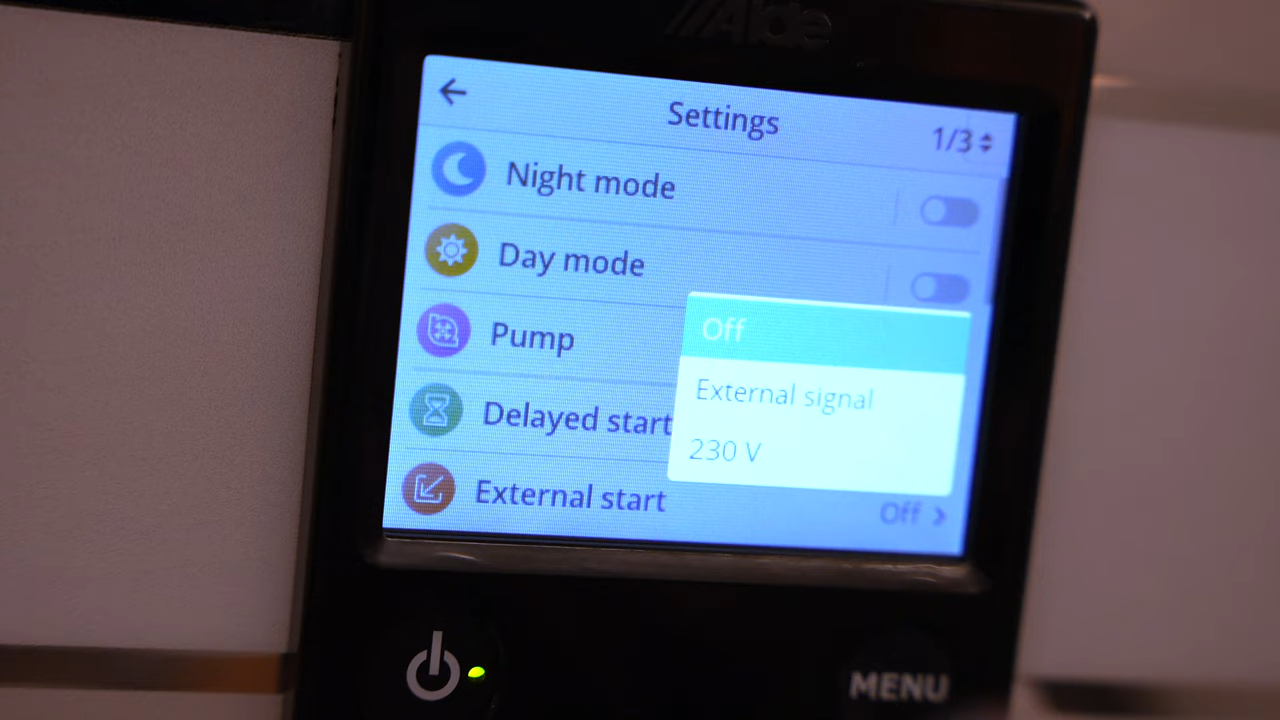 Alde
Settings
1/3
Night mode
Day mode
Off
Pump
External signal
Delayed start
230 V
External start
Off
MENU